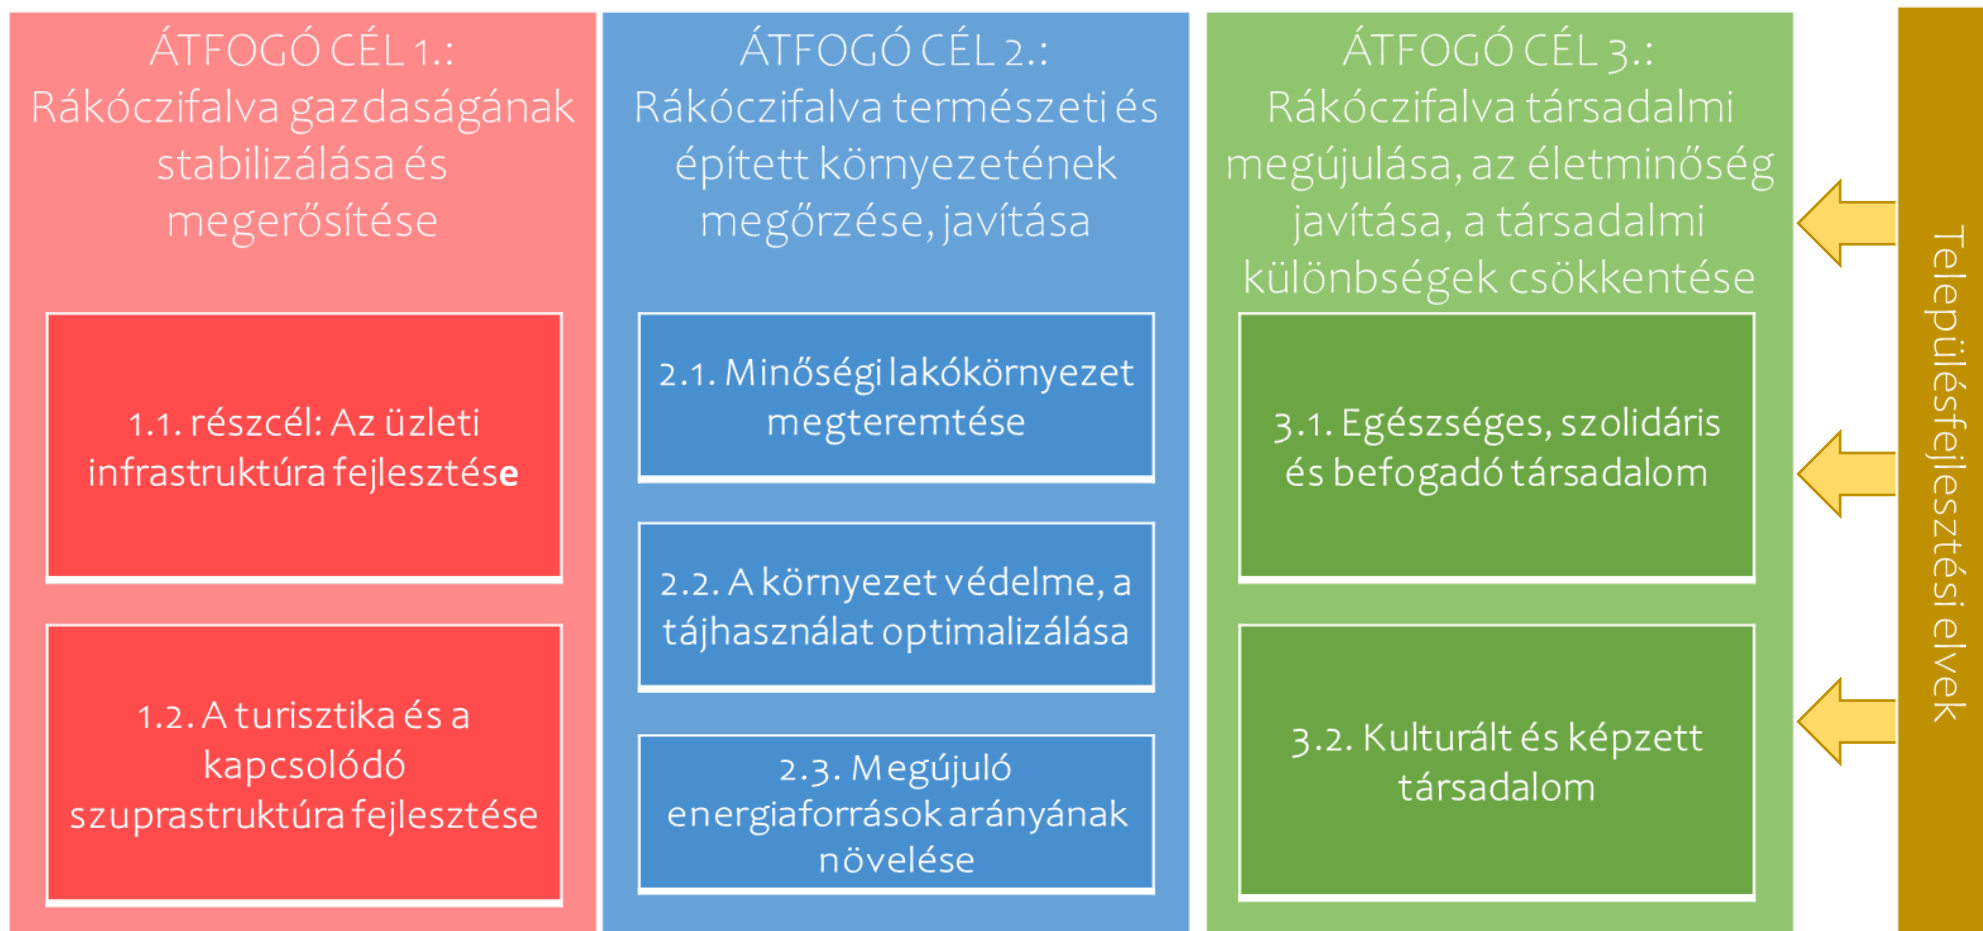 ÁTFOGÓ CÉL 1.:
Rákóczifalva gazdaságának
stabilizálása és
megerősítése
1.1. részcél: Az üzleti
infrastruktúra fejlesztése
1.2. A turisztika és a
kapcsolódó
szuprastruktúra fejlesztése
ÁTFOGÓ CÉL 2.:
Rákóczifalva természeti és
épített környezetének
megőrzése, javítása
2.1. Minőségi lakókörnyezet
megteremtése
2.2. A környezet védelme, a
tájhasználat optimalizálása
2.3. Megújuló
energiaforrások arányának
növelése
ÁTFOGÓ CÉL 3.:
Rákóczifalva társadalmi
megújulása, az életminőség
javítása, a társadalmi
különbségek csökkentése
3.1. Egészséges, szolidáris
és befogadó társadalom
3.2. Kulturált és képzett
társadalom
Településfejlesztési elvek